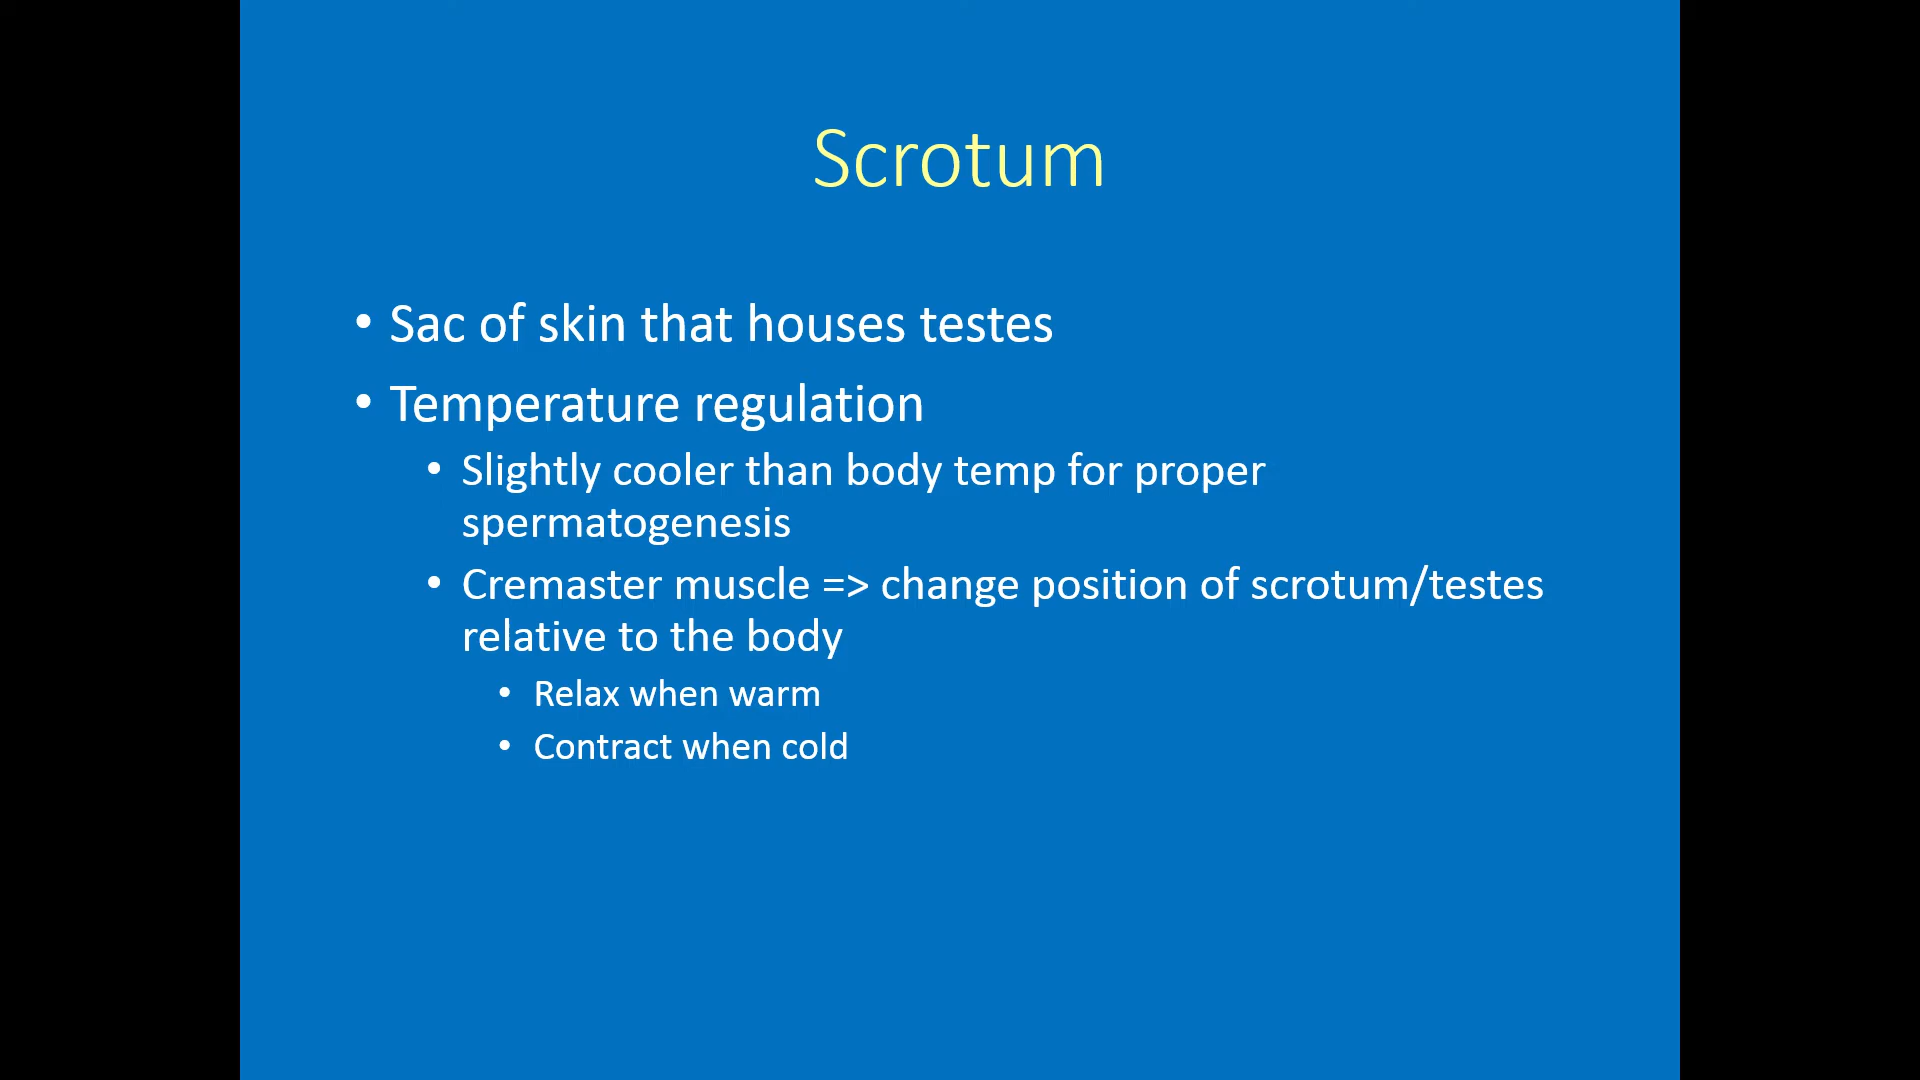 Scrotum
• Sac of skin that houses testes
• Temperature regulation
• Slightly cooler than body temp for proper
spermatogenesis
• Cremaster muscle => change position of scrotum/testes
relative to the body
• Relax when warm
• Contract when cold